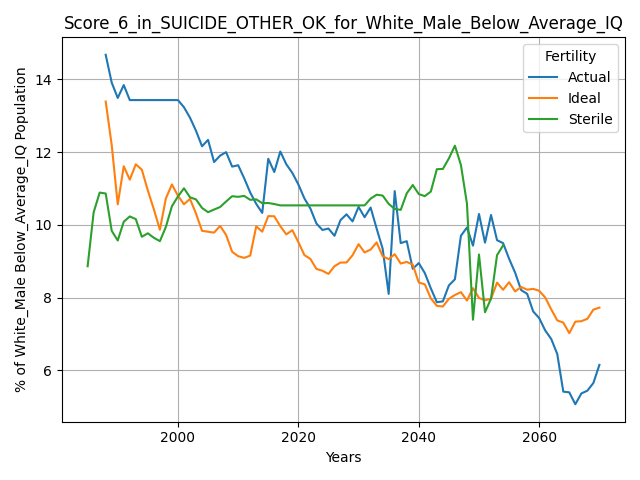 Score_6_in_SUICIDE_OTHER_OK_for_White_Male_Below_Average_IQ
% of White_Male Below_Average_IQ Population
14
12
10
8
6
Fertility
Actual
Ideal
Sterile
2000 2020 2040 2060
Years